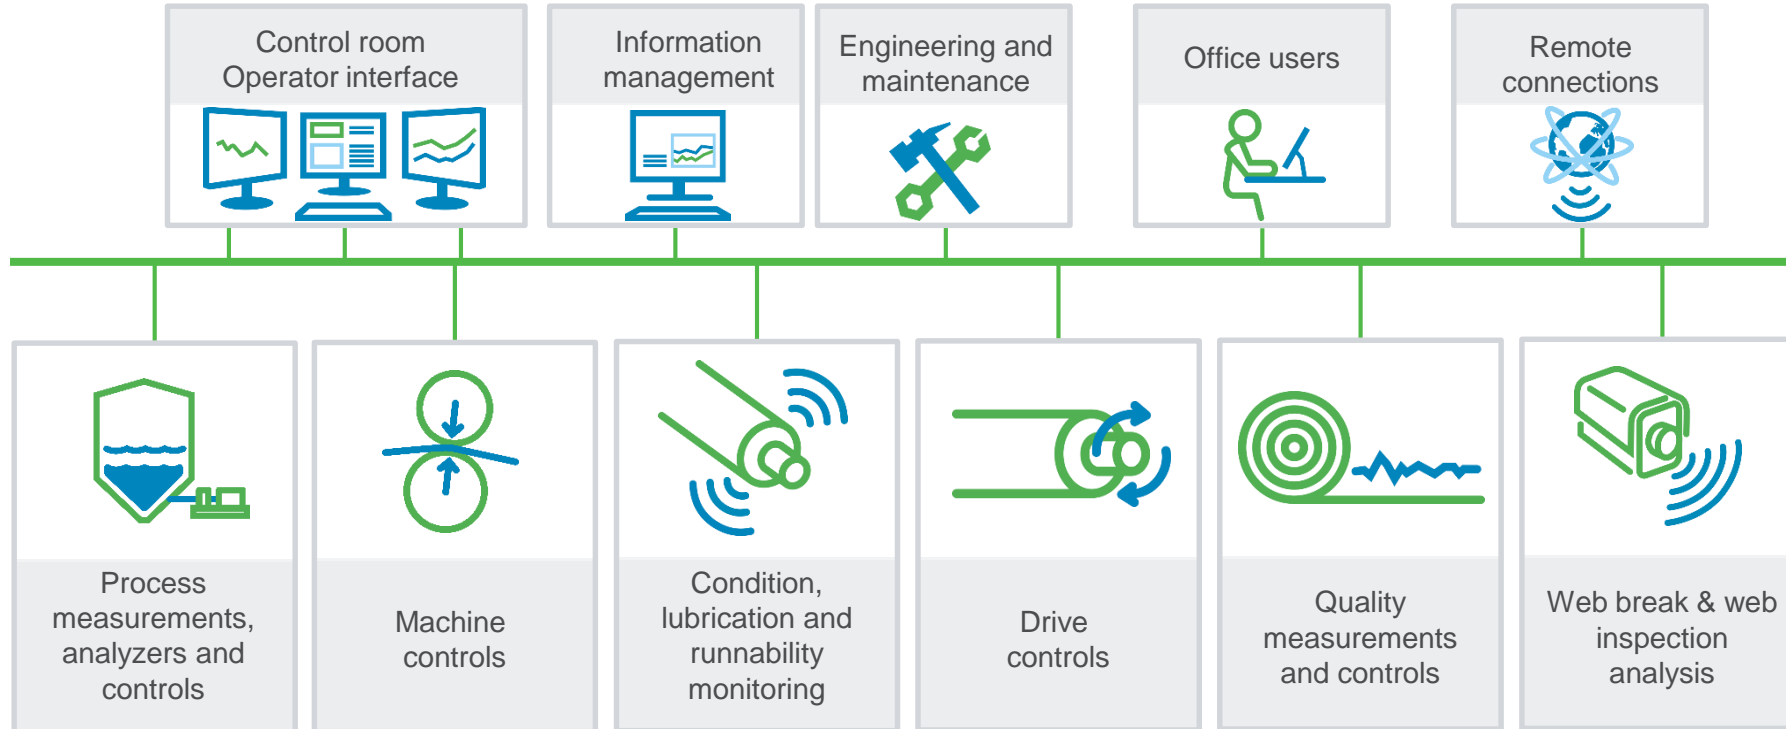 Control room
Operator interface
Information
management
Engineering and
maintenance
Office users
Remote
connections
Process
measurements,
analyzers and
controls
Machine
controls
Condition,
lubrication and
runnability
monitoring
Drive
controls
Quality
measurements
and controls
Web break & web
inspection
analysis